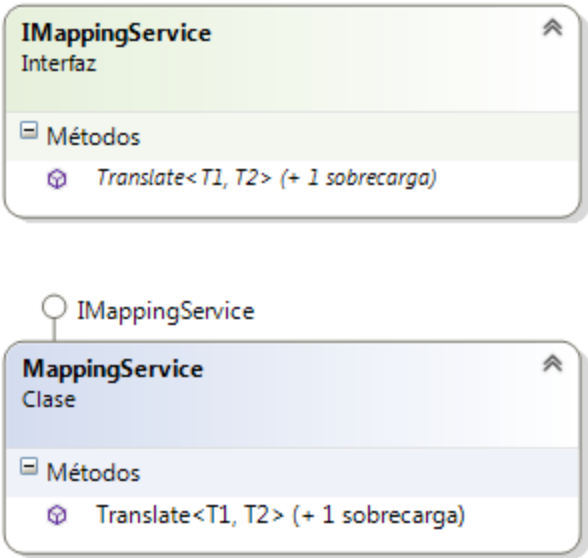 IMappingService
Interfaz
Métodos
Translate<T1, T2> (+ 1 sobrecarga)
IMappingService
MappingService
Clase
Métodos
Translate<T1, T2> (+ 1 sobrecarga)